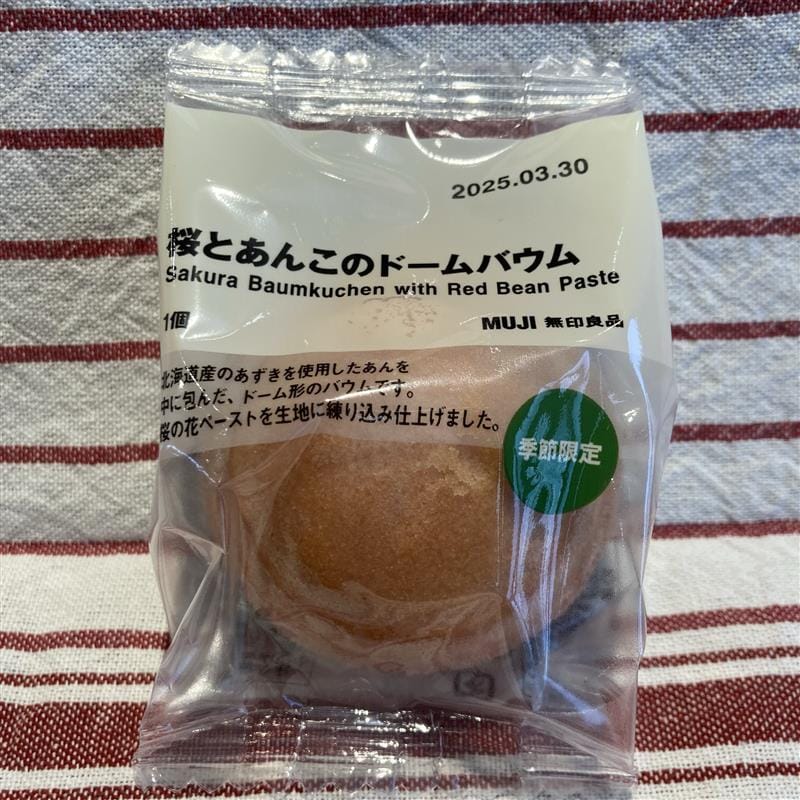 2025.03.30
桜とあんこのドームバウム
Sakura Baumkuchen with Red Bean Paste
1個
MUJI 無印良品
北海道産のあずきを使用したあんを
中に包んだ、ドーム形のバウムです。
桜の花ペーストを生地に練り込み仕上げました。
季節限定